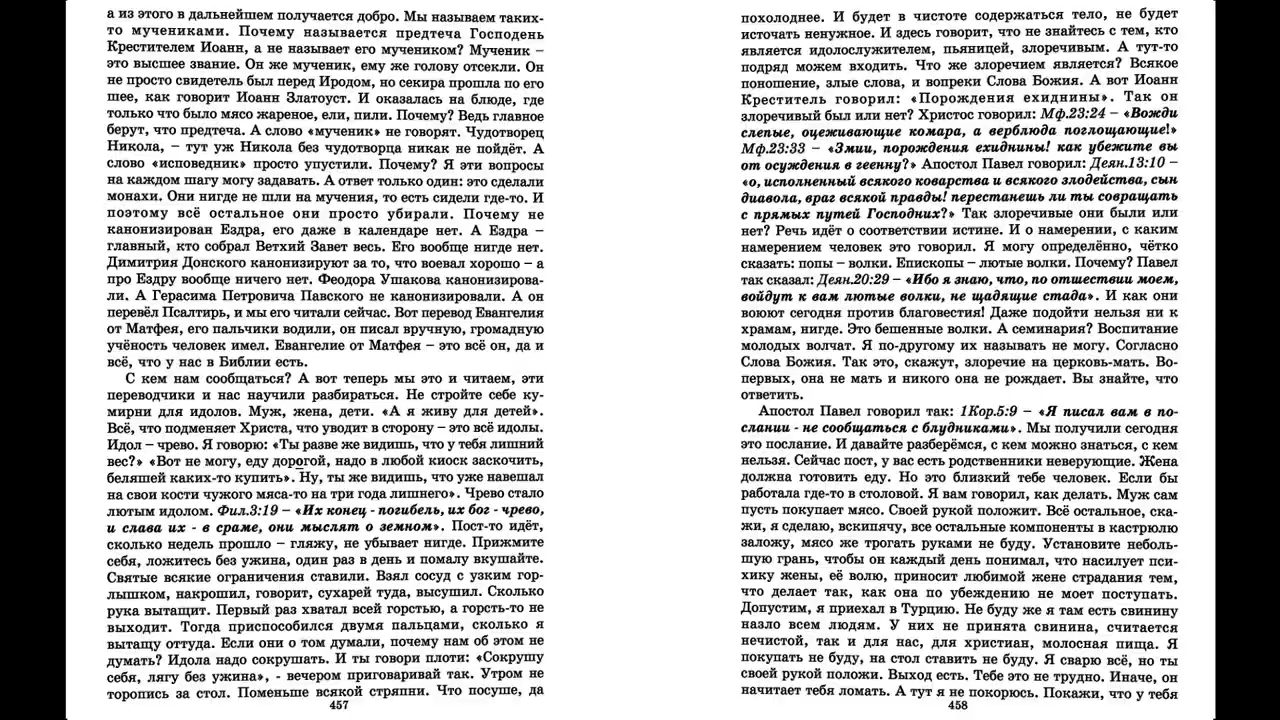 а из этого в дальнейшем получается добро. Мы называем таких-
то мучениками. Почему называется предтеча Господень
Крестителем Иоанн, а не называет его мучеником? Мученик –
это высшее звание. Он же мученик, ему же голову отсекли. Он
не просто свидетель был перед Иродом, но секира прошла по его
шее, как говорит Иоанн Златоуст. И оказалась на блюде, где
только что было мясо жареное, ели, пили. Почему? Ведь главное
берут, что предтеча. А слово «мученик» не говорят. Чудотворец
Никола, – тут уж Никола без чудотворца никак не пойдёт. А
слово «исповедник» просто упустили. Почему? Я эти вопросы
на каждом шагу могу задавать. А ответ только один: это сделали
монахи. Они нигде не шли на мучения, то есть сидели где-то. И
поэтому всё остальное они просто убирали. Почему не
канонизирован Ездра, его даже в календаре нет. А Ездра –
главный, кто собрал Ветхий Завет весь. Его вообще нигде нет.
Димитрия Донского канонизируют за то, что воевал хорошо – а
про Ездру вообще ничего нет. Феодора Ушакова канонизирова-
ли. А Герасима Петровича Павского не канонизировали. А он
перевёл Псалтирь, и мы его читали сейчас. Вот перевод Евангелия
от Матфея, его пальчики водили, он писал вручную, громадную
учёность человек имел. Евангелие от Матфея – это всё он, да и
всё, что у нас в Библии есть.
С кем нам сообщаться? А вот теперь мы это и читаем, эти
переводчики и нас научили разбираться. Не стройте себе ку-
мирни для идолов. Муж, жена, дети. «А я живу для детей».
Всё, что подменяет Христа, что уводит в сторону – это всё идолы.
Идол – чрево. Я говорю: «Ты разве же видишь, что у тебя лишний
вес?» «Вот не могу, еду дорогой, надо в любой киоск заскочить,
беляшей каких-то купить». Ну, ты же видишь, что уже навешал
на свои кости чужого мяса-то на три года лишнего». Чрево стало
лютым идолом. Фил.3:19 – «Их конец - погибель, их бог - чрево,
и слава их - в сраме, они мыслят о земном». Пост-то идёт,
сколько недель прошло – гляжу, не убывает нигде. Прижмите
себя, ложитесь без ужина, один раз в день и помалу вкушайте.
Святые всякие ограничения ставили. Взял сосуд с узким гор-
лышком, накрошил, говорит, сухарей туда, высушил. Сколько
рука вытащит. Первый раз хватал всей горстью, а горсть-то не
выходит. Тогда приспособился двумя пальцами, сколько я
вытащу оттуда. Если они о том думали, почему нам об этом не
думать? Идола надо сокрушать. И ты говори плоти: «Сокрушу
себя, лягу без ужина», - вечером приговаривай так. Утром не
торопись за стол. Поменьше всякой стряпни. Что посуше, да
457
похолоднее. И будет в чистоте содержаться тело, не будет
источать ненужное. И здесь говорит, что не знайтесь с тем, кто
является идолослужителем, пьяницей, злоречивым. А тут-то
подряд можем входить. Что же злоречием является? Всякое
поношение, злые слова, и вопреки Слова Божия. А вот Иоанн
Креститель говорил: «Порождения ехиднины». Так он
злоречивый был или нет? Христос говорил: Мф.23:24 – «Вожди
слепые, оцеживающие комара, а верблюда поглощающие!»
Мф.23:33 – «Змии, порождения ехиднины! как убежите вы
от осуждения в геенну?» Апостол Павел говорил: Деян.13:10 –
«о, исполненный всякого коварства и всякого злодейства, сын
диавола, враг всякой правды! перестанешь ли ты совращать
с прямых путей Господних?» Так злоречивые они были или
нет? Речь идёт о соответствии истине. И о намерении, с каким
намерением человек это говорил. Я могу определённо, чётко
сказать: попы – волки. Епископы – лютые волки. Почему? Павел
так сказал: Деян.20:29 – «Ибо я знаю, что, по отшествии моем,
войдут к вам лютые волки, не щадящие стада». И как они
воюют сегодня против благовестия! Даже подойти нельзя ни к
храмам, нигде. Это бешенные волки. А семинария? Воспитание
молодых волчат. Я по-другому их называть не могу. Согласно
Слова Божия. Так это, скажут, злоречие на церковь-мать. Во-
первых, она не мать и никого она не рождает. Вы знайте, что
ответить.
Апостол Павел говорил так: 1Кор.5:9 – «Я писал вам в по-
слании - не сообщаться с блудниками». Мы получили сегодня
это послание. И давайте разберёмся, с кем можно знаться, с кем
нельзя. Сейчас пост, у вас есть родственники неверующие. Жена
должна готовить еду. Но это близкий тебе человек. Если бы
работала где-то в столовой. Я вам говорил, как делать. Муж сам
пусть покупает мясо. Своей рукой положит. Всё остальное, ска-
жи, я сделаю, вскипячу, все остальные компоненты в кастрюлю
заложу, мясо же трогать руками не буду. Установите неболь-
шую грань, чтобы он каждый день понимал, что насилует пси-
хику жены, её волю, приносит любимой жене страдания тем,
что делает так, как она по убеждению не моет поступать.
Допустим, я приехал в Турцию. Не буду же я там есть свинину
назло всем людям. У них не принята свинина, считается
нечистой, так и для нас, для христиан, молосная пища. Я
покупать не буду, на стол ставить не буду. Я сварю всё, но ты
своей рукой положи. Выход есть. Тебе это не трудно. Иначе, он
начитает тебя ломать. А тут я не покорюсь. Покажи, что у тебя
458